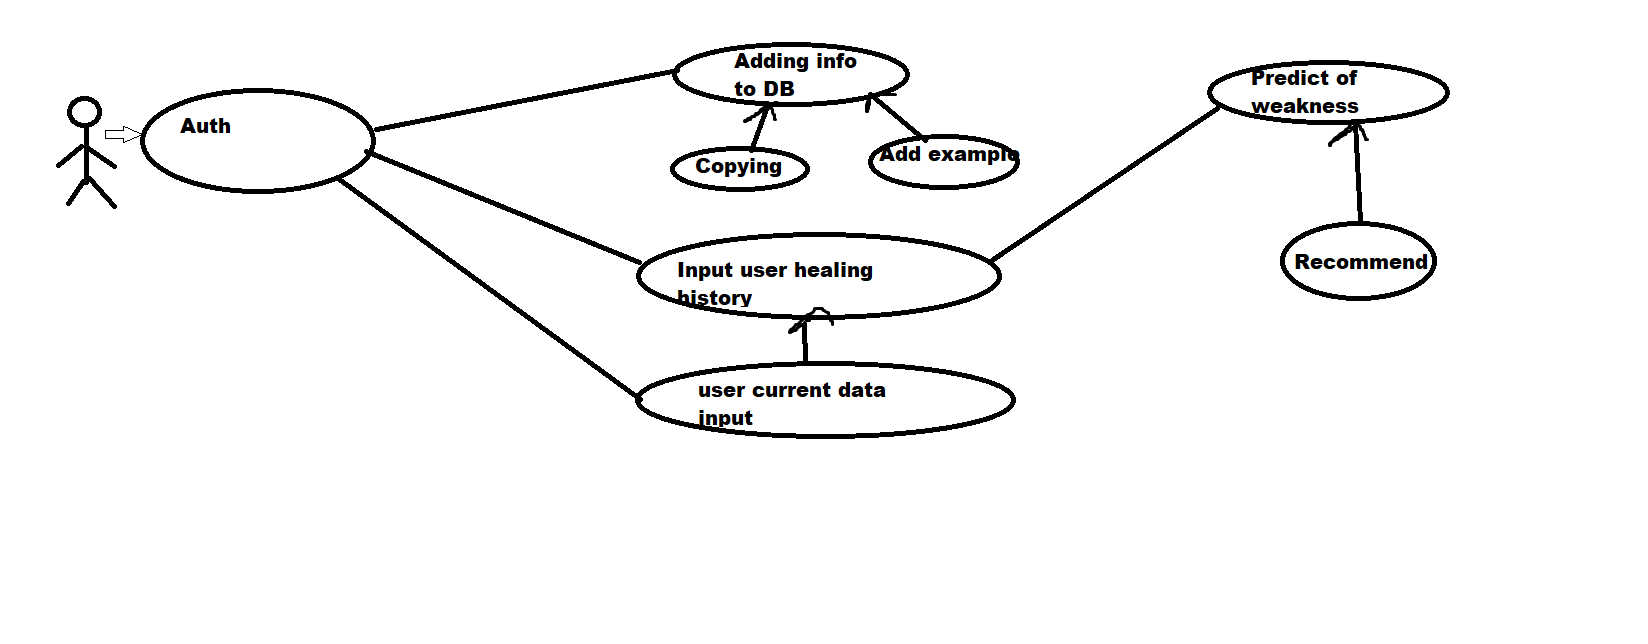 Auth
Adding info
to DB
Copying
Add example
Input user healing
history
user current data
input
Predict of
weakness
Recommend